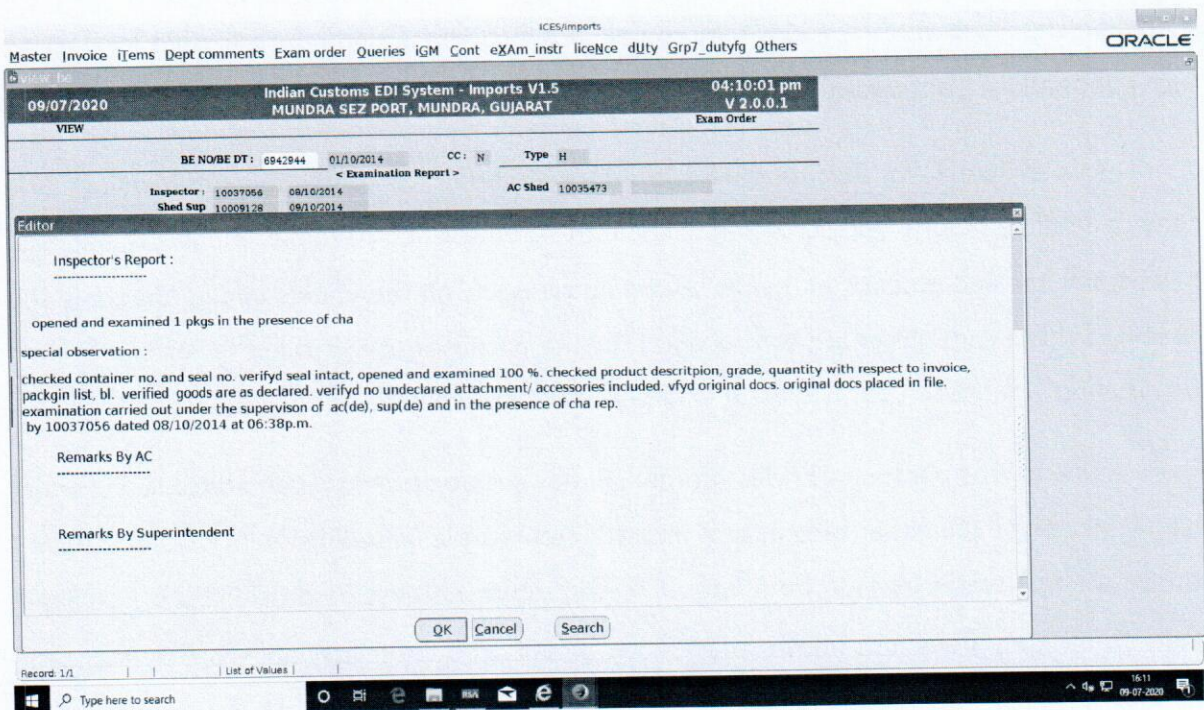 ICES/imports
Master Invoice iTems Dept comments Exam order Queries iGM Cont eXAm_instr liceNce dUty Grp7_dutyfg Others
ORACLE
view_be
09/07/2020 Indian Customs EDI System - Imports V1.5 04:10:01 pm
MUNDRA SEZ PORT, MUNDRA, GUJARAT V 2.0.0.1
VIEW Exam Order
BE NO/BE DT : 6942944 01/10/2014 CC : N Type H
< Examination Report >
Inspector : 10037056 08/10/2014 AC Shed 10035473
Shed Sup 10009128 09/10/2014
Editor
Inspector's Report :
----------------------
opened and examined 1 pkgs in the presence of cha
special observation :
checked container no. and seal no. verifyd seal intact, opened and examined 100 %. checked product descritpion, grade, quantity with respect to invoice,
packgin list, bl. verified goods are as declared. verifyd no undeclared attachment/ accessories included. vfyd original docs. original docs placed in file.
examination carried out under the supervison of ac(de), sup(de) and in the presence of cha rep.
by 10037056 dated 08/10/2014 at 06:38p.m.
Remarks By AC
----------------------
Remarks By Superintendent
----------------------
OK Cancel Search
Record: 1/1 List of Values
Type here to search
RSA
16:11
09-07-2020